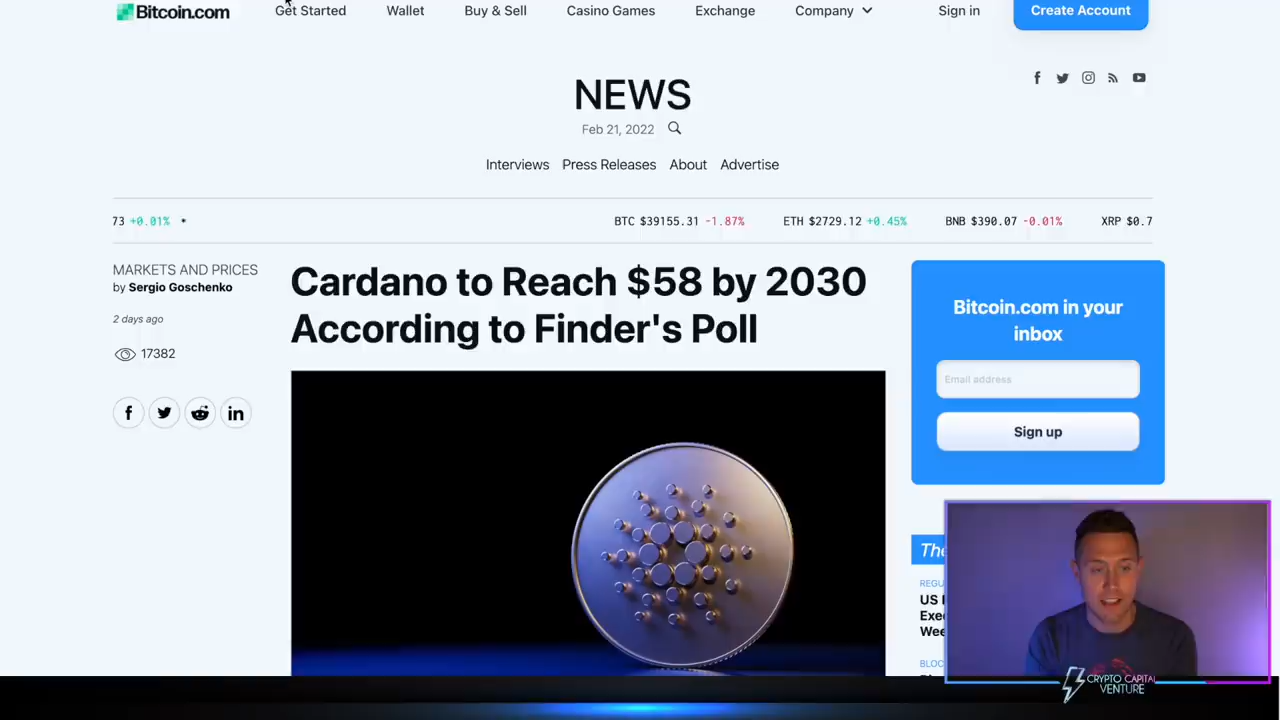 Bitcoin.com
Get Started
Wallet
Buy & Sell
Casino Games
Exchange
Company
Sign in
Create Account
NEWS
Feb 21, 2022
Interviews
Press Releases
About
Advertise
73 +0.01% *
BTC $39155.31 -1.87%
ETH $2729.12 +0.45%
BNB $390.07 -0.01%
XRP $0.7
MARKETS AND PRICES
by Sergio Goschenko
2 days ago
17382
Cardano to Reach $58 by 2030
According to Finder's Poll
Bitcoin.com in your
inbox
Email address
Sign up
The
REGU
US
Exe
Wee
BLOC
CRYPTO CAPITAL
VENTURE